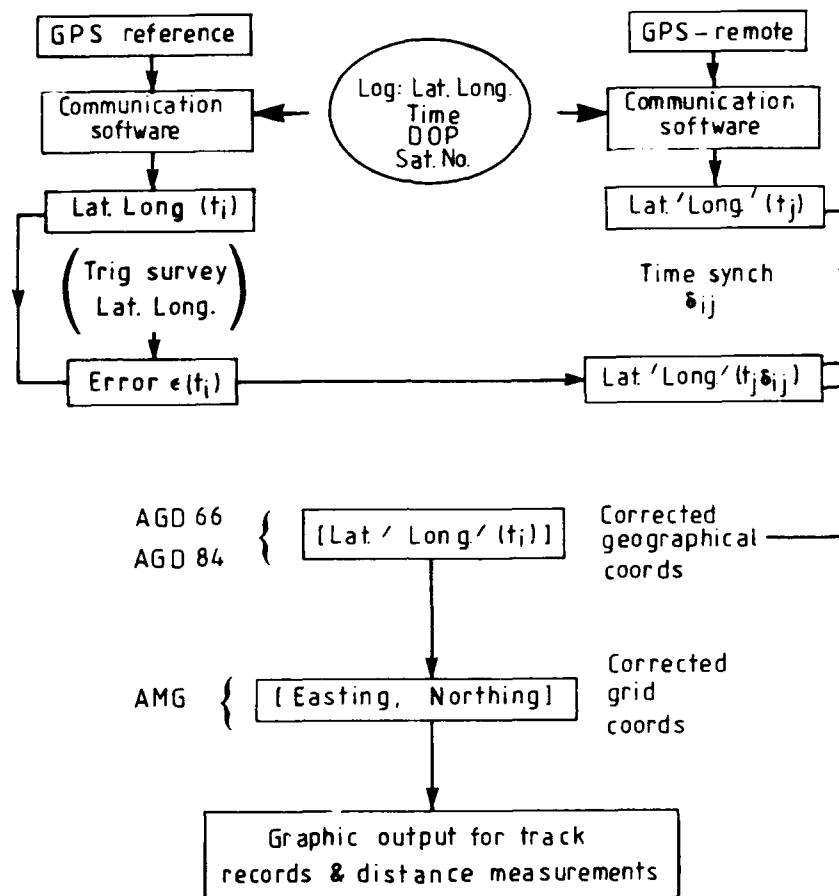 GPS reference
Communication
software
Lat. Long (ti)
(Trig survey
Lat. Long.)
Error ϵ(ti)
Log: Lat. Long.
Time
DOP
Sat. No.
GPS - remote
Communication
software
Lat.′Long.′(tj)
Time synch
δij
Lat.′Long.′(tjδij)
AGD 66
AGD 84
{
[Lat.′ Long.′(ti)]
Corrected
geographical
coords
AMG {
[Easting, Northing]
Corrected
grid
coords
Graphic output for track
records & distance measurements